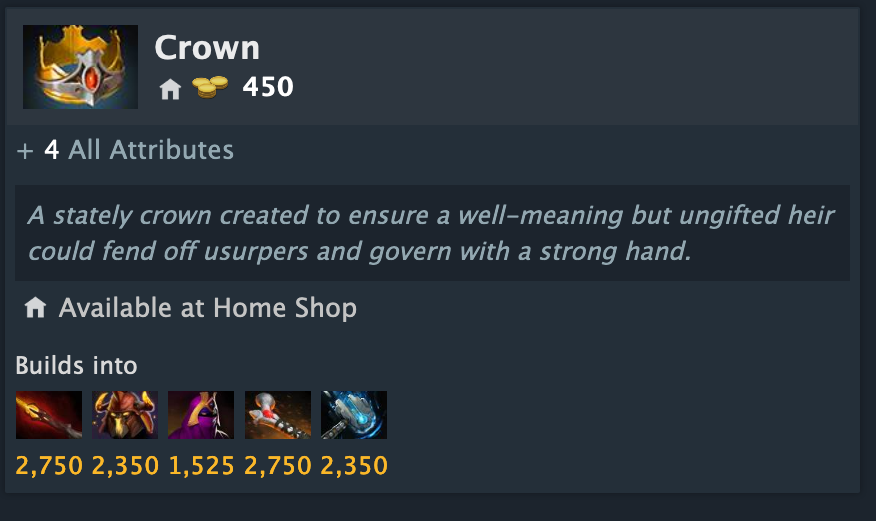 Crown
450
+ 4 All Attributes
A stately crown created to ensure a well-meaning but ungifted heir
could fend off usurpers and govern with a strong hand.
Available at Home Shop
Builds into
2,750 2,350 1,525 2,750 2,350